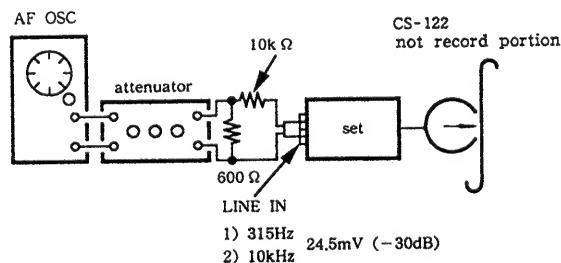 AF OSC
CS-122
not record portion
10k Ω
attenuator
set
600 Ω
LINE IN
1) 315Hz
2) 10kHz
24.5mV (-30dB)